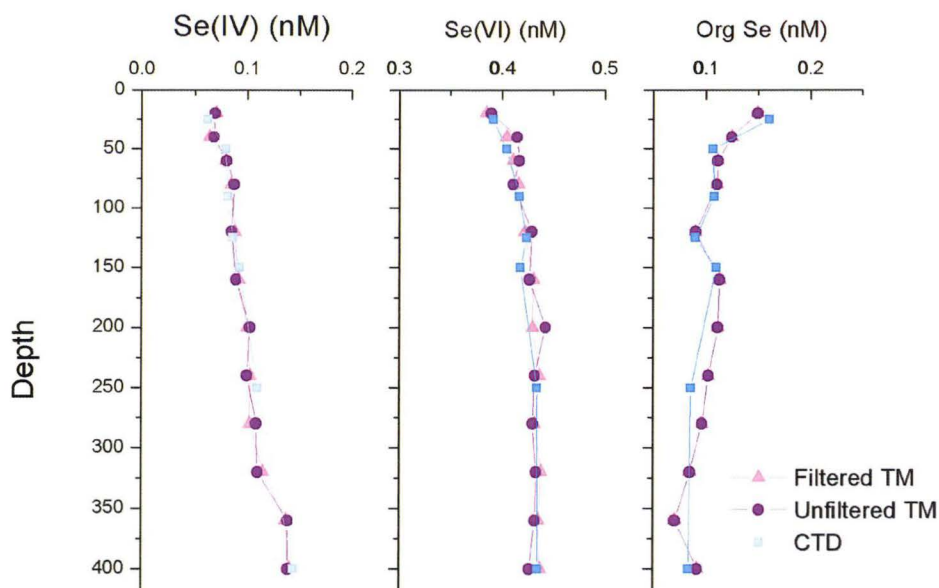 Se(IV) (nM) Se(VI) (nM) Org Se (nM)
0.0 0.1 0.2 0.3 0.4 0.5 0.1 0.2
0
50
100
150
200
250
300
350
400
Depth
Filtered TM
Unfiltered TM
CTD